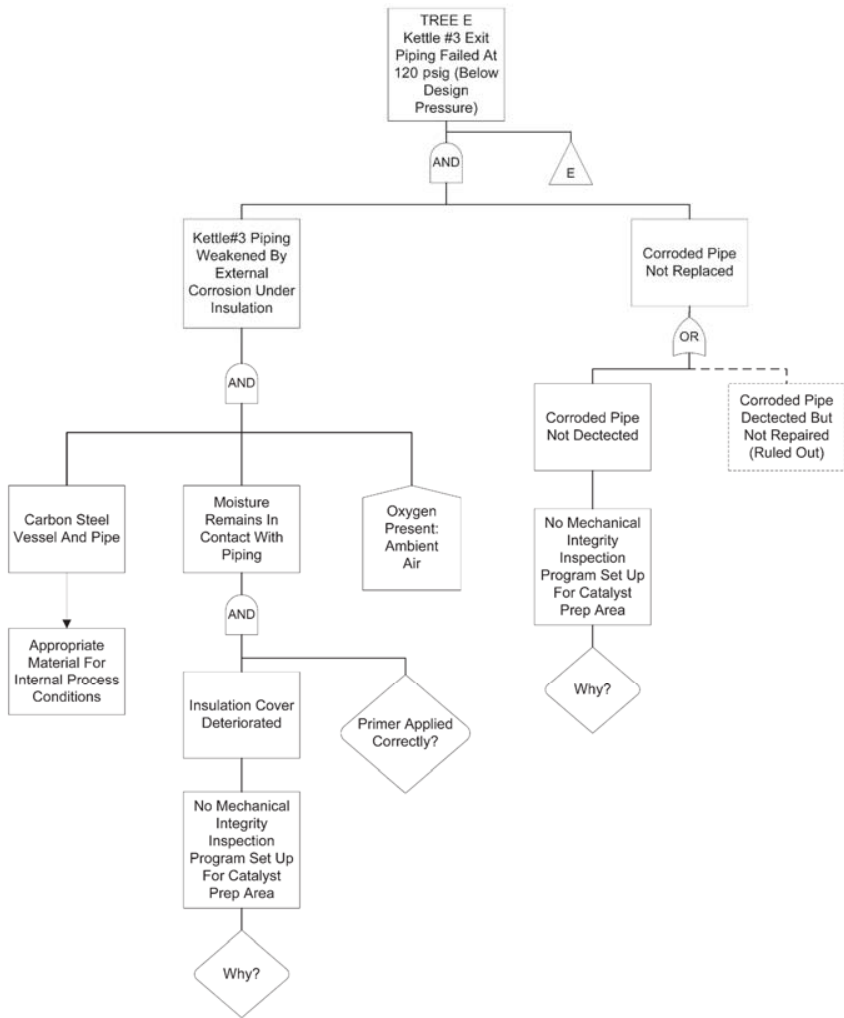 TREE E
Kettle #3 Exit
Piping Failed At
120 psig (Below
Design
Pressure)
AND
E
Kettle#3 Piping
Weakened By
External
Corrosion Under
Insulation
Corroded Pipe
Not Replaced
AND
OR
Corroded Pipe
Not Dectected
Corroded Pipe
Dectected But
Not Repaired
(Ruled Out)
Carbon Steel
Vessel And Pipe
Moisture
Remains In
Contact With
Piping
Oxygen
Present:
Ambient
Air
No Mechanical
Integrity
Inspection
Program Set Up
For Catalyst
Prep Area
AND
Appropriate
Material For
Internal Process
Conditions
Insulation Cover
Deteriorated
Primer Applied
Correctly?
Why?
No Mechanical
Integrity
Inspection
Program Set Up
For Catalyst
Prep Area
Why?